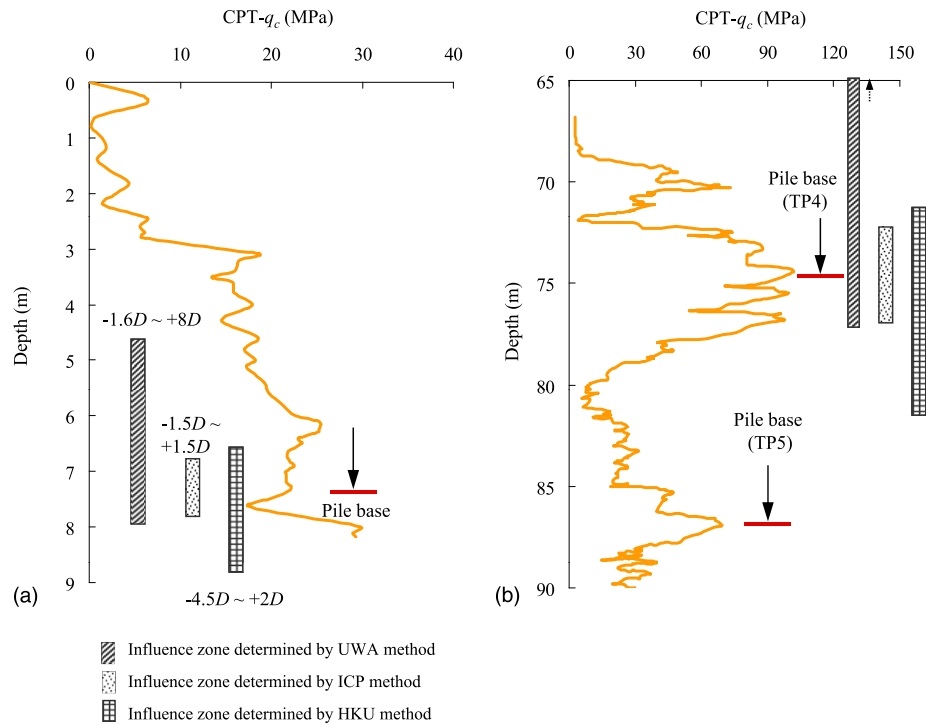 CPT-qc (MPa)
0 10 20 30 40
0
1
2
3
4
5
6
7
8
9
Depth (m)
-1.6D ~ +8D
-1.5D ~
+1.5D
Pile base
-4.5D ~ +2D
(a)
CPT-qc (MPa)
0 30 60 90 120 150
65
70
75
80
85
90
Depth (m)
Pile base
(TP4)
Pile base
(TP5)
(b)
Influence zone determined by UWA method
Influence zone determined by ICP method
Influence zone determined by HKU method